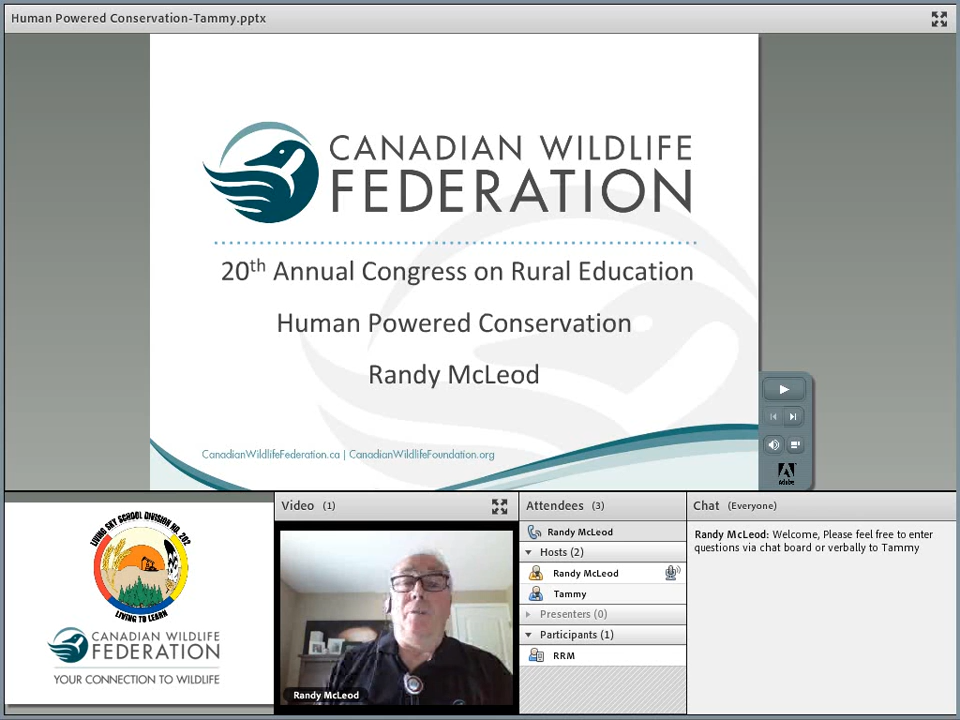 Human Powered Conservation-Tammy.pptx
CANADIAN WILDLIFE
FEDERATION
20th Annual Congress on Rural Education
Human Powered Conservation
Randy McLeod
CanadianWildlifeFederation.ca | CanadianWildlifeFoundation.org
Adobe
LIVING SKY SCHOOL DIVISION NO. 202
LIVING TO LEARN
CANADIAN WILDLIFE
FEDERATION
YOUR CONNECTION TO WILDLIFE
Video (1)
Randy McLeod
Attendees (3)
Randy McLeod
Hosts (2)
Randy McLeod
Tammy
Presenters (0)
Participants (1)
RRM
Chat (Everyone)
Randy McLeod: Welcome, Please feel free to enter
questions via chat board or verbally to Tammy